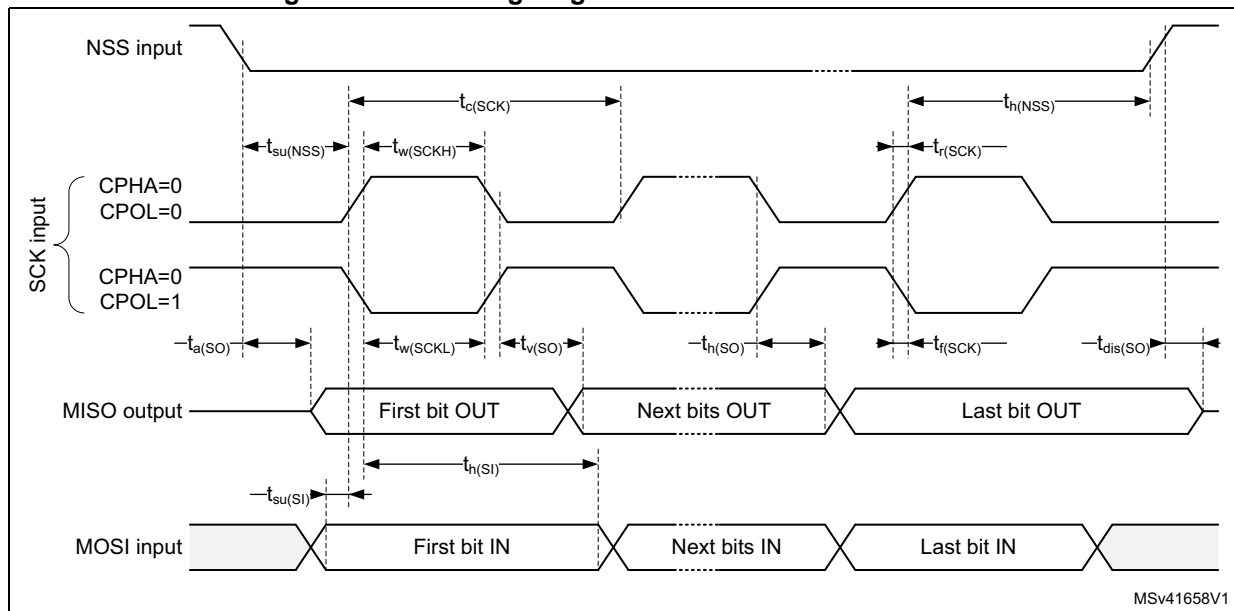 NSS input
tc(SCK)
th(NSS)
tsu(NSS)
tw(SCKH)
tr(SCK)
SCK input
CPHA=0
CPOL=0
CPHA=0
CPOL=1
ta(SO)
tw(SCKL)
tv(SO)
th(SO)
tf(SCK)
tdis(SO)
MISO output
First bit OUT
Next bits OUT
Last bit OUT
th(SI)
tsu(SI)
MOSI input
First bit IN
Next bits IN
Last bit IN
MSv41658V1